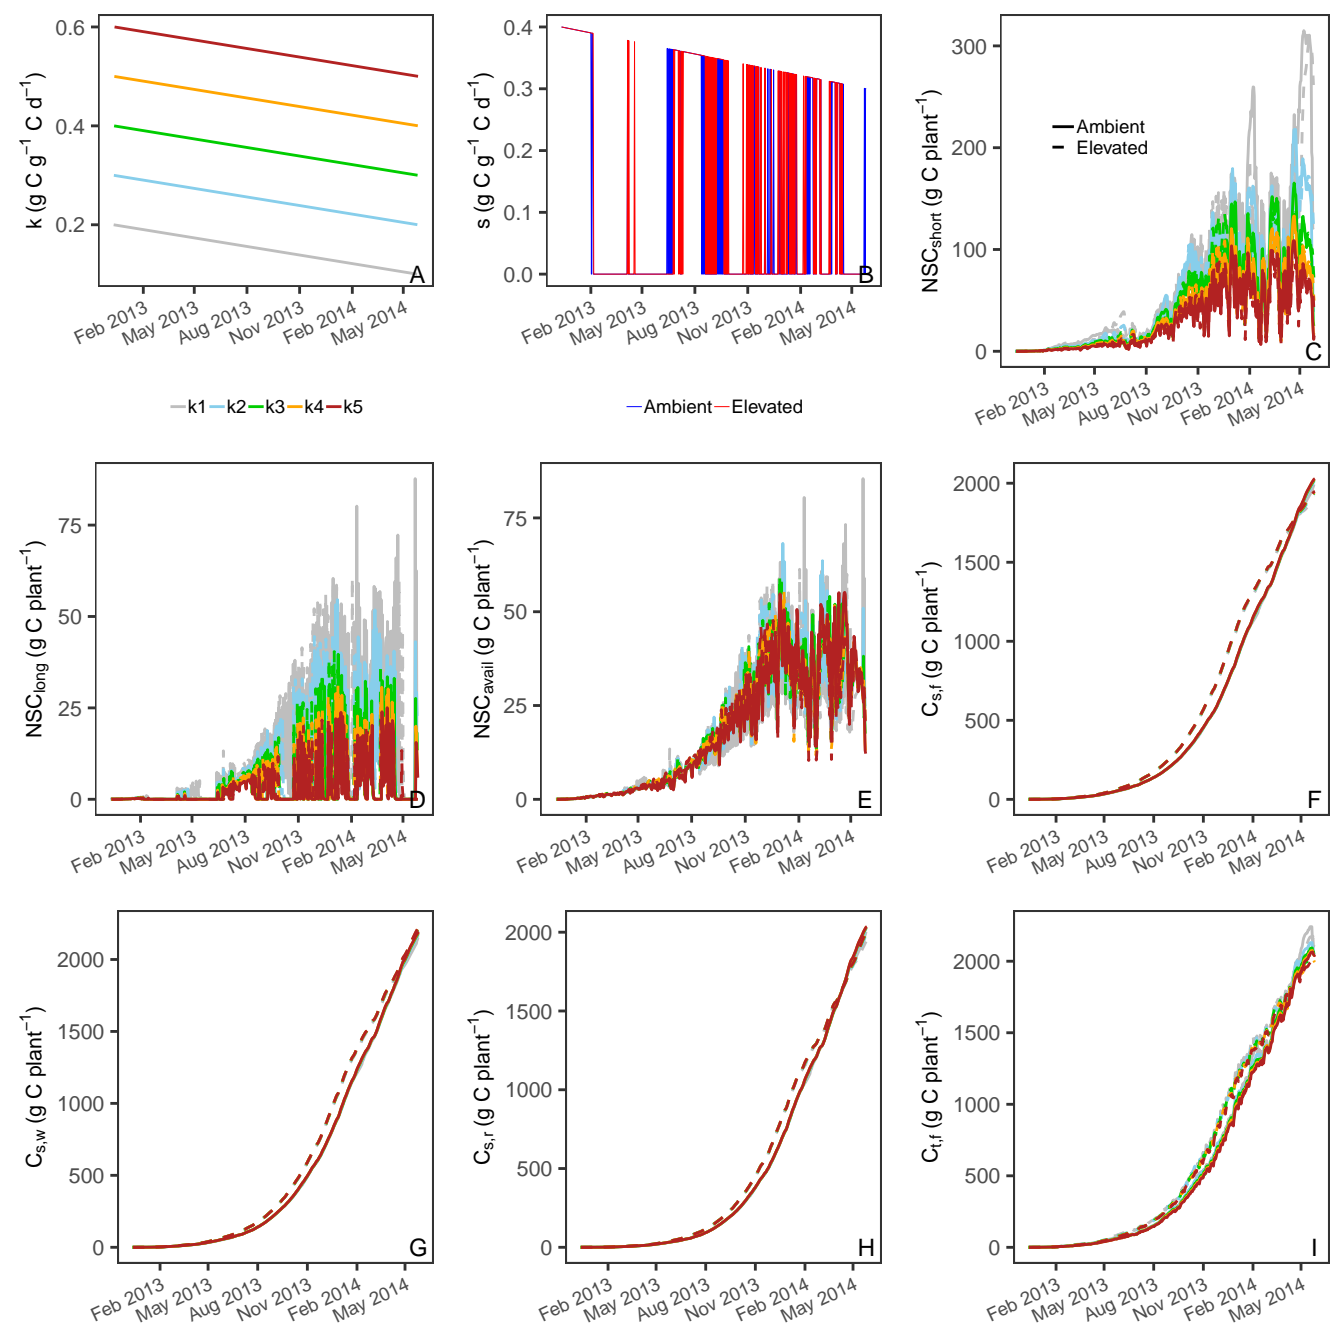 k (g C g⁻¹ C d⁻¹)
0.6
0.4
0.2
A
Feb 2013
May 2013
Aug 2013
Nov 2013
Feb 2014
May 2014
k1 k2 k3 k4 k5
s (g C g⁻¹ C d⁻¹)
0.4
0.3
0.2
0.1
0.0
B
Feb 2013
May 2013
Aug 2013
Nov 2013
Feb 2014
May 2014
Ambient Elevated
NSCshort (g C plant⁻¹)
300
200
100
0
Ambient
Elevated
C
Feb 2013
May 2013
Aug 2013
Nov 2013
Feb 2014
May 2014
NSClong (g C plant⁻¹)
75
50
25
0
D
Feb 2013
May 2013
Aug 2013
Nov 2013
Feb 2014
May 2014
NSCavail (g C plant⁻¹)
75
50
25
0
E
Feb 2013
May 2013
Aug 2013
Nov 2013
Feb 2014
May 2014
Cs,f (g C plant⁻¹)
2000
1500
1000
500
0
F
Feb 2013
May 2013
Aug 2013
Nov 2013
Feb 2014
May 2014
Cs,w (g C plant⁻¹)
2000
1500
1000
500
0
G
Feb 2013
May 2013
Aug 2013
Nov 2013
Feb 2014
May 2014
Cs,r (g C plant⁻¹)
2000
1500
1000
500
0
H
Feb 2013
May 2013
Aug 2013
Nov 2013
Feb 2014
May 2014
Ct,f (g C plant⁻¹)
2000
1500
1000
500
0
I
Feb 2013
May 2013
Aug 2013
Nov 2013
Feb 2014
May 2014